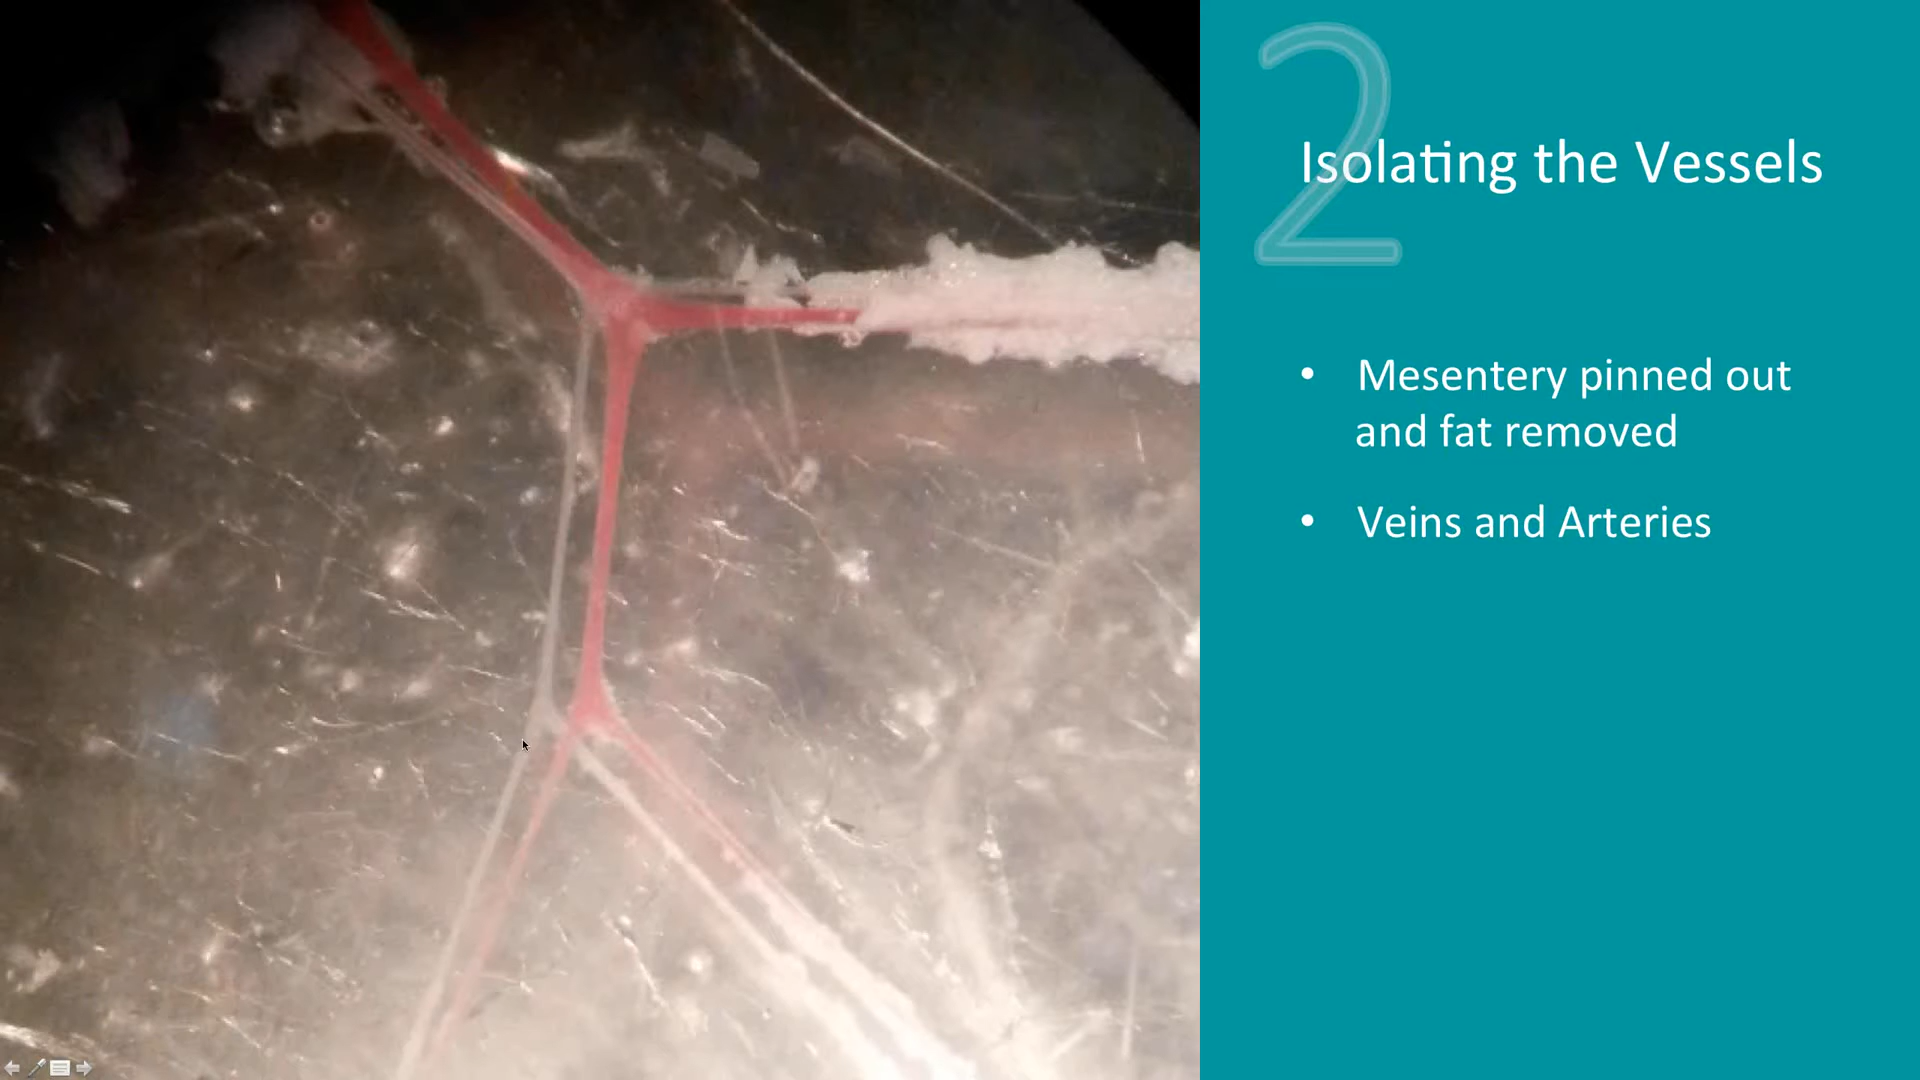 2
Isolating the Vessels
• Mesentery pinned out
and fat removed
• Veins and Arteries